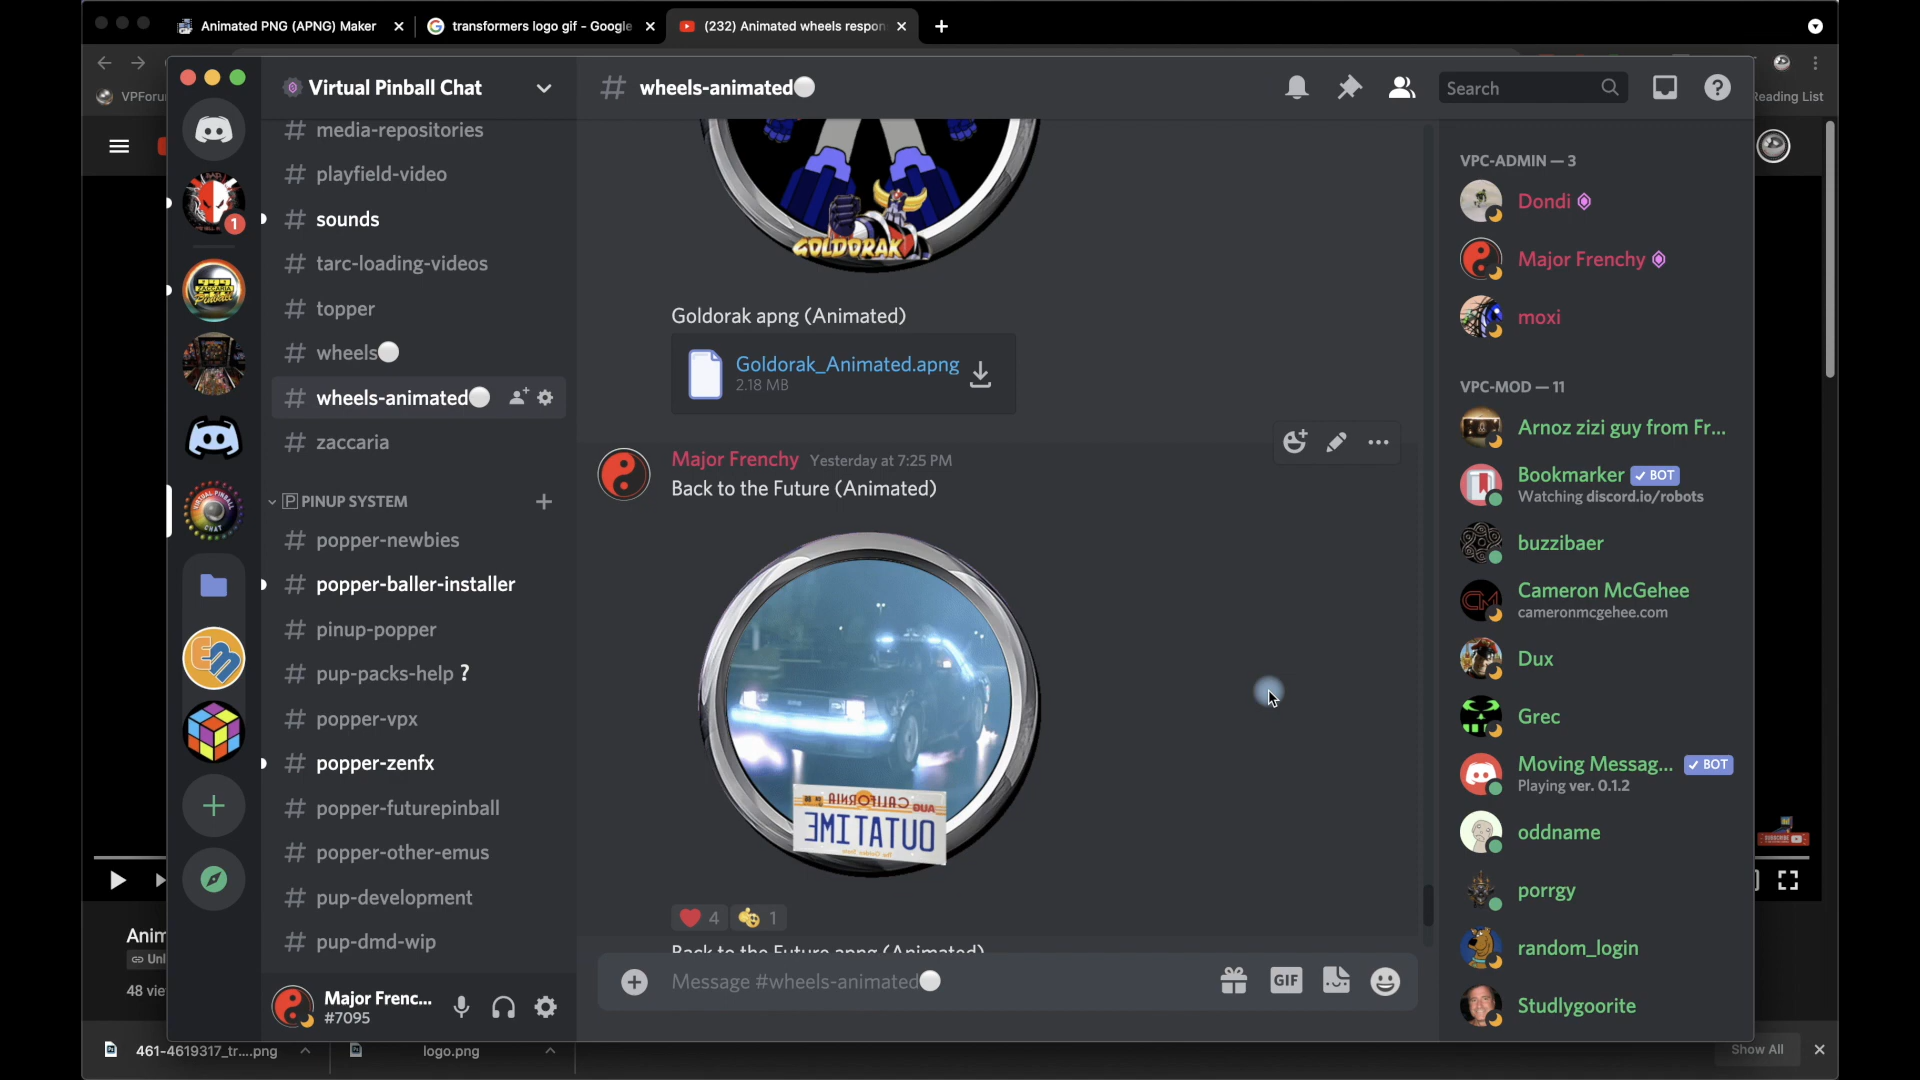 Animated PNG (APNG) Maker
transformers logo gif - Google
(232) Animated wheels respon
VPForu
Reading List
Virtual Pinball Chat
wheels-animated
Search
media-repositories
playfield-video
sounds
tarc-loading-videos
topper
wheels
wheels-animated
zaccaria
PINUP SYSTEM
popper-newbies
popper-baller-installer
pinup-popper
pup-packs-help ?
popper-vpx
popper-zenfx
popper-futurepinball
popper-other-emus
pup-development
pup-dmd-wip
Major Frenc...
#7095
1
GOLDORAK
Goldorak apng (Animated)
Goldorak_Animated.apng
2.18 MB
Major Frenchy Yesterday at 7:25 PM
Back to the Future (Animated)
CALIFORNIA AUG
OUTATIME
4 1
Back to the Future apng (Animated)
Message #wheels-animated
GIF
VPC-ADMIN — 3
Dondi
Major Frenchy
moxi
VPC-MOD — 11
Arnoz zizi guy from Fr...
Bookmarker BOT
Watching discord.io/robots
buzzibaer
Cameron McGehee
cameronmcgehee.com
Dux
Grec
Moving Messag... BOT
Playing ver. 0.1.2
oddname
porrgy
random_login
Studlygoorite
Anim
Unl
48 vie
461-4619317_tr....png
logo.png
Show All